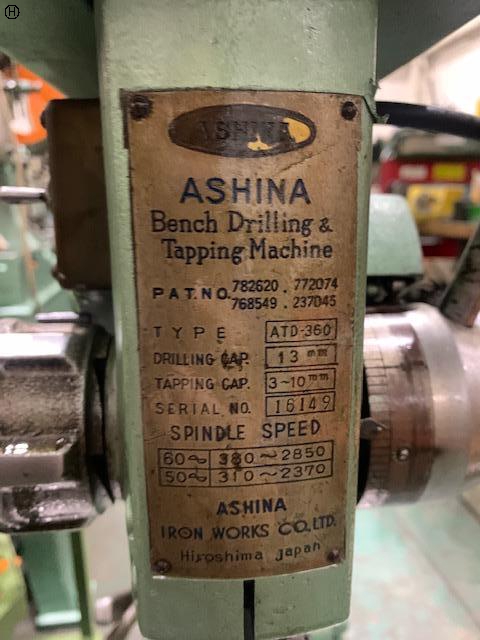 H
ASHINA
ASHINA
Bench Drilling &
Tapping Machine
PAT.NO. 782620 . 772074
768549 . 237045
TYPE ATD-360
DRILLING CAP. 13 mm
TAPPING CAP. 3~10 mm
SERIAL NO. 16149
SPINDLE SPEED
60~ 380~2850
50~ 310~2370
ASHINA
IRON WORKS CO., LTD.
Hiroshima Japan